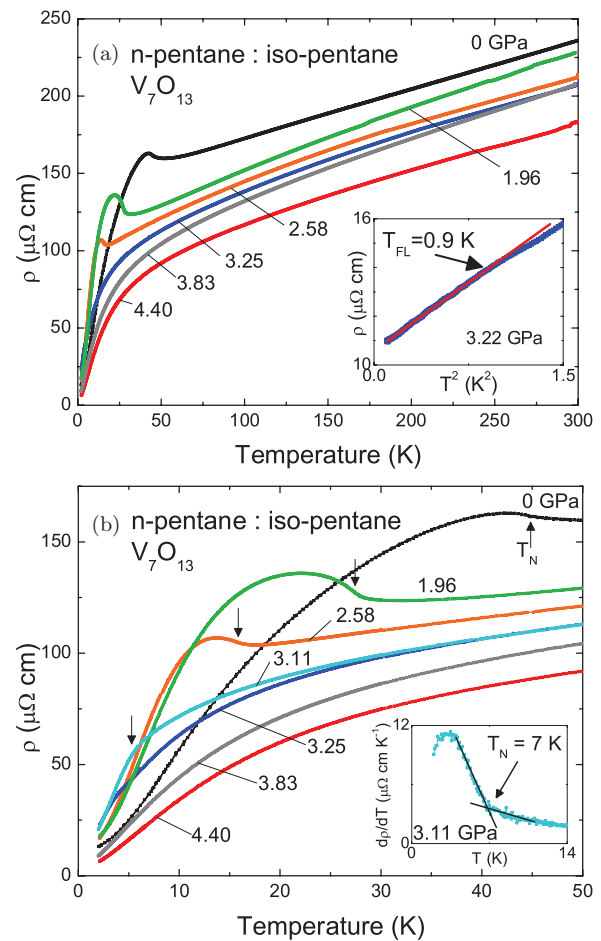 250
(a) n-pentane : iso-pentane
V7O13
0 GPa
200
150
1.96
2.58
3.25
3.83
4.40
100
50
0
ρ (μΩ cm)
16
TFL=0.9 K
ρ (μΩ cm)
3.22 GPa
10
0.0
1.5
T2 (K2)
0 25 50 75 100 150 200 250 300
Temperature (K)
(b) n-pentane : iso-pentane
V7O13
0 GPa
TN
150
1.96
2.58
3.11
3.25
3.83
4.40
100
50
0
ρ (μΩ cm)
12
TN = 7 K
dρ/dT (μΩ cm K-1)
3.11 GPa
0
0
14
T (K)
0 10 20 30 40 50
Temperature (K)